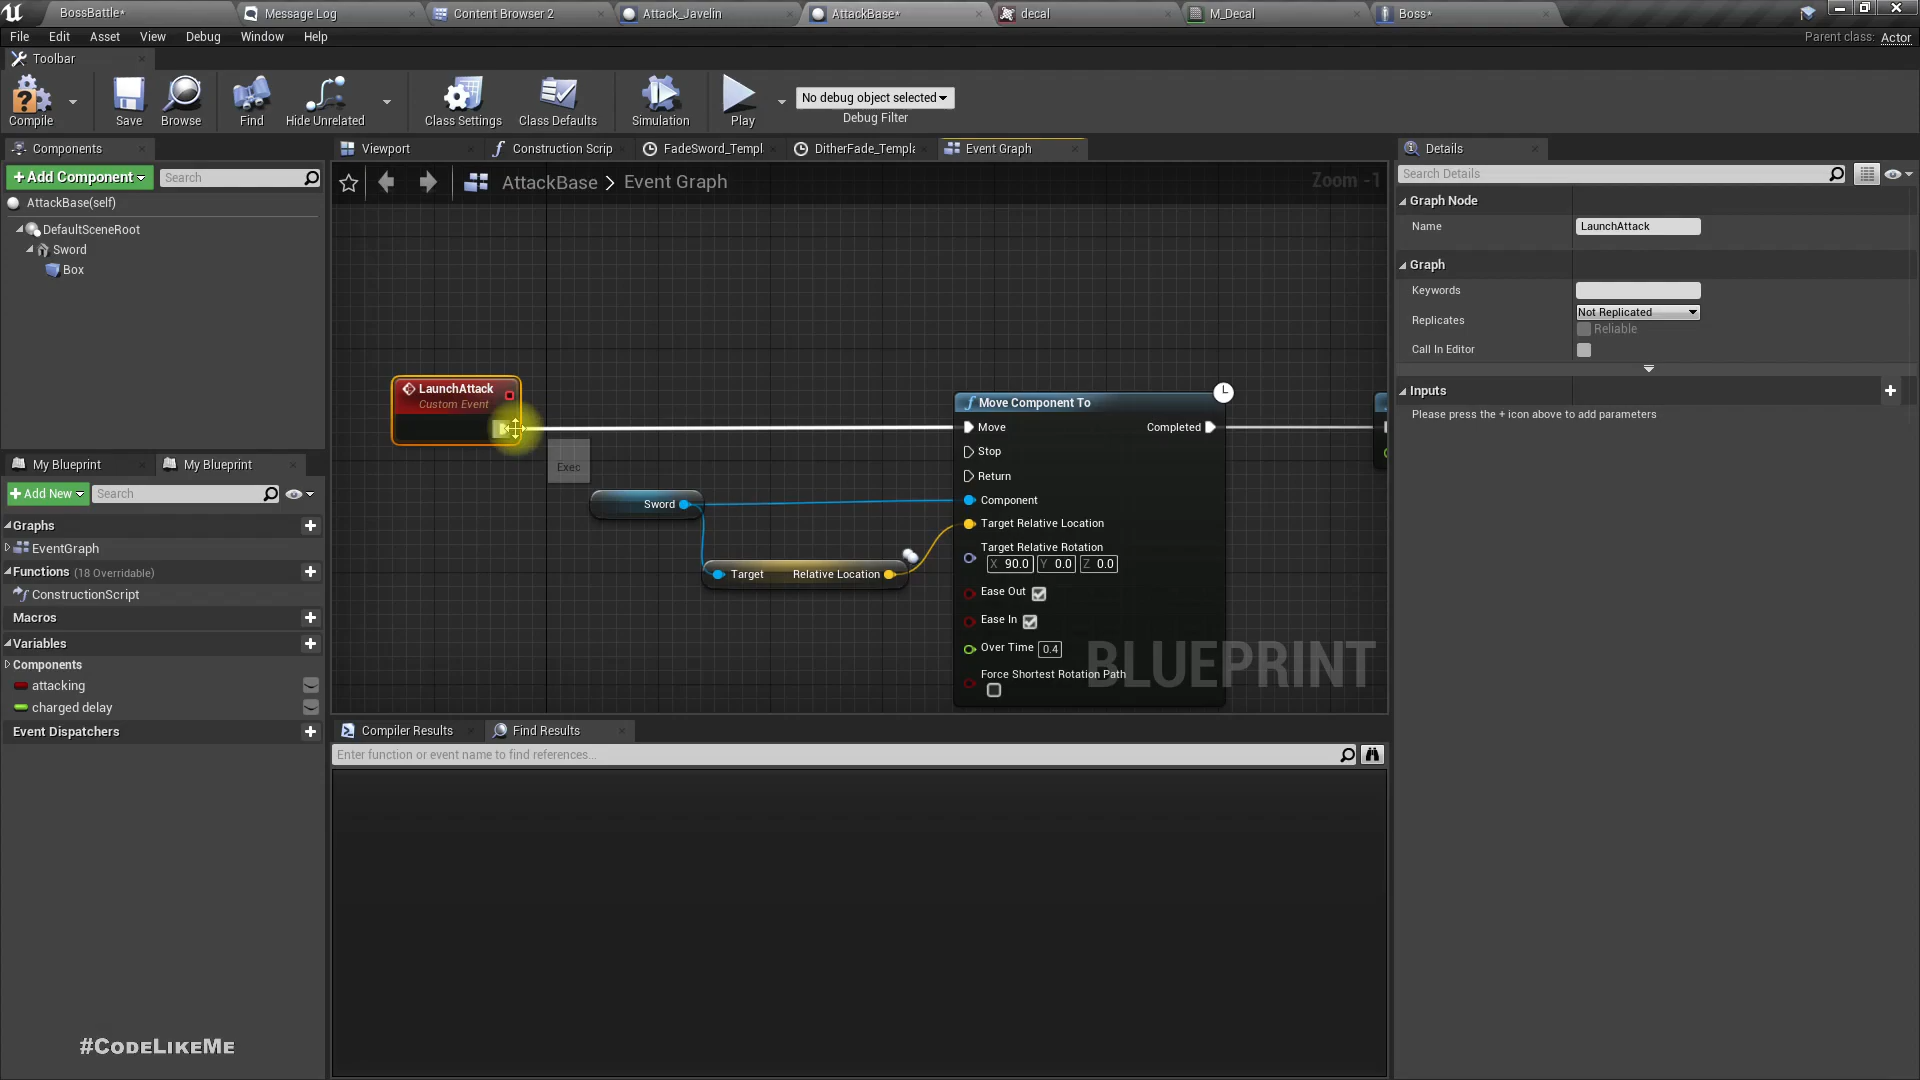 BossBattle*
Message Log
Content Browser 2
Attack_Javelin
AttackBase*
decal
M_Decal
Boss*
File
Edit
Asset
View
Debug
Window
Help
Parent class:
Actor
Toolbar
Compile
Save
Browse
Find
Hide Unrelated
Class Settings
Class Defaults
Simulation
Play
No debug object selected
Debug Filter
Components
Viewport
Construction Scrip
FadeSword_Templ
DitherFade_Templa
Event Graph
Details
+Add Component
Search
AttackBase > Event Graph
Zoom -1
Search Details
AttackBase(self)
DefaultSceneRoot
Sword
Box
Graph Node
Name
LaunchAttack
Graph
Keywords
Replicates
Not Replicated
Reliable
Call In Editor
Inputs
Please press the + icon above to add parameters
LaunchAttack
Custom Event
Exec
Sword
Target
Relative Location
Move Component To
Move
Completed
Stop
Return
Component
Target Relative Location
Target Relative Rotation
X 90.0 Y 0.0 Z 0.0
Ease Out
Ease In
Over Time 0.4
Force Shortest Rotation Path
BLUEPRINT
My Blueprint
My Blueprint
+Add New
Search
Graphs
EventGraph
Functions (18 Overridable)
ConstructionScript
Macros
Variables
Components
attacking
charged delay
Event Dispatchers
Compiler Results
Find Results
Enter function or event name to find references...
#CodeLikeMe